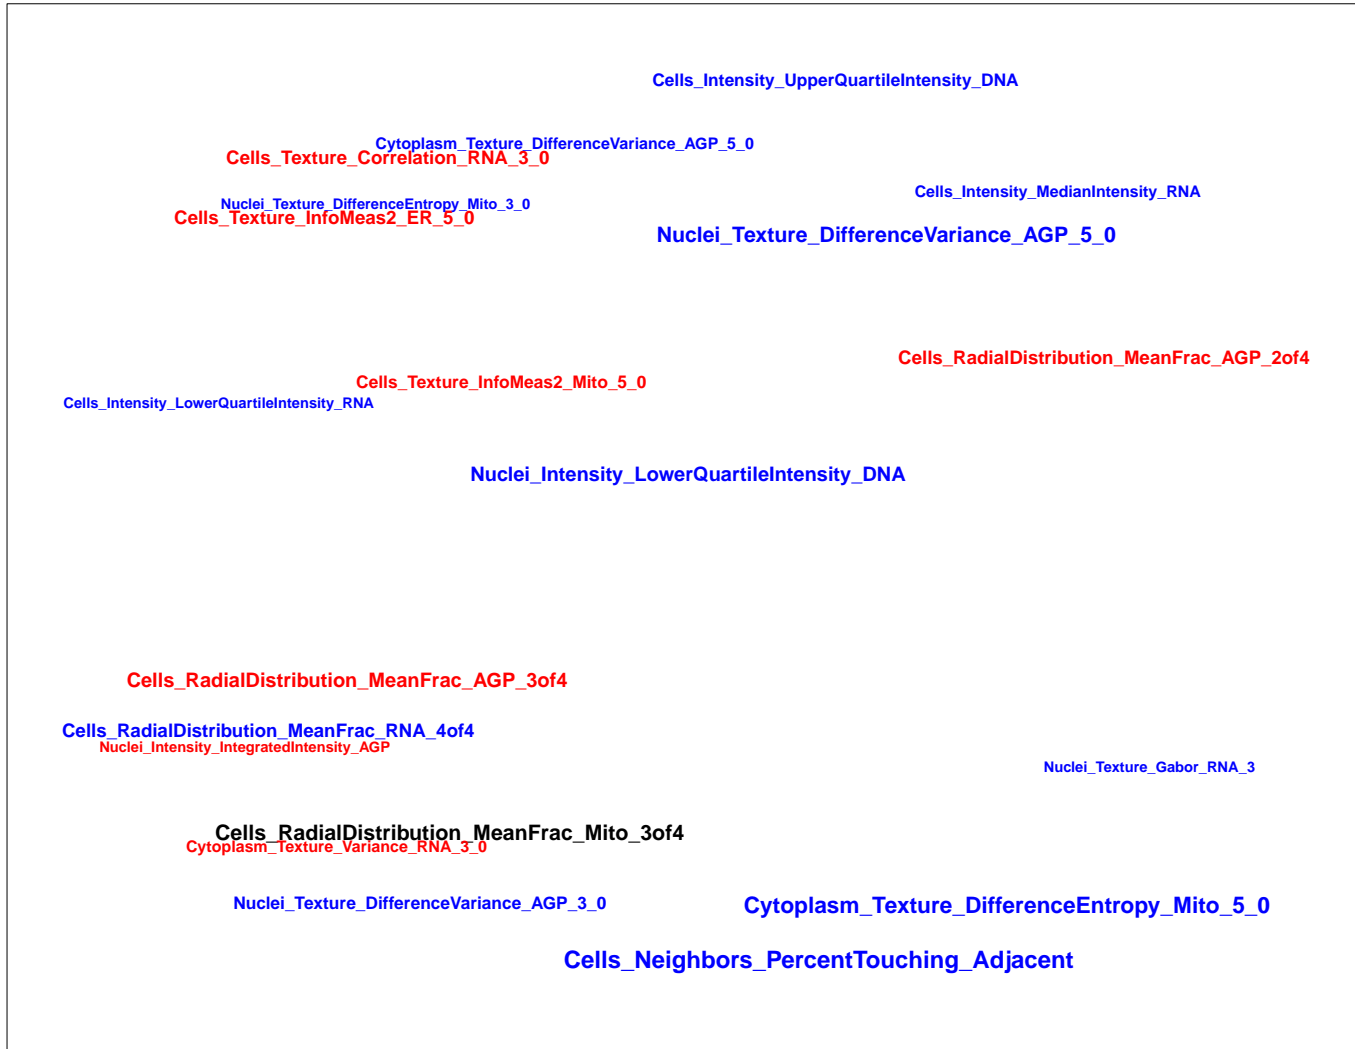 Cells_Intensity_UpperQuartileIntensity_DNA
Cytoplasm_Texture_DifferenceVariance_AGP_5_0
Cells_Texture_Correlation_RNA_3_0
Cells_Intensity_MedianIntensity_RNA
Nuclei_Texture_DifferenceEntropy_Mito_3_0
Cells_Texture_InfoMeas2_ER_5_0
Nuclei_Texture_DifferenceVariance_AGP_5_0
Cells_RadialDistribution_MeanFrac_AGP_2of4
Cells_Texture_InfoMeas2_Mito_5_0
Cells_Intensity_LowerQuartileIntensity_RNA
Nuclei_Intensity_LowerQuartileIntensity_DNA
Cells_RadialDistribution_MeanFrac_AGP_3of4
Cells_RadialDistribution_MeanFrac_RNA_4of4
Nuclei_Intensity_IntegratedIntensity_AGP
Nuclei_Texture_Gabor_RNA_3
Cells_RadialDistribution_MeanFrac_Mito_3of4
Cytoplasm_Texture_Variance_RNA_3_0
Nuclei_Texture_DifferenceVariance_AGP_3_0
Cytoplasm_Texture_DifferenceEntropy_Mito_5_0
Cells_Neighbors_PercentTouching_Adjacent